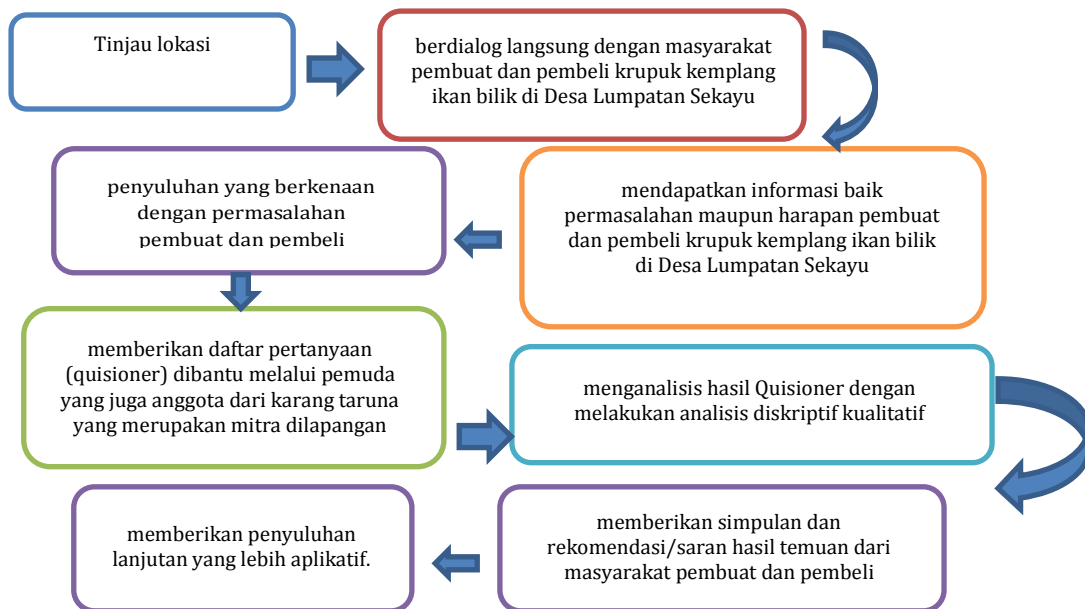 Tinjau lokasi
berdialog langsung dengan masyarakat
pembuat dan pembeli krupuk kemplang
ikan bilik di Desa Lumpatan Sekayu
mendapatkan informasi baik
permasalahan maupun harapan pembuat
dan pembeli krupuk kemplang ikan bilik
di Desa Lumpatan Sekayu
penyuluhan yang berkenaan
dengan permasalahan
pembuat dan pembeli
memberikan daftar pertanyaan
(quisioner) dibantu melalui pemuda
yang juga anggota dari karang taruna
yang merupakan mitra dilapangan
menganalisis hasil Quisioner dengan
melakukan analisis diskriptif kualitatif
memberikan simpulan dan
rekomendasi/saran hasil temuan dari
masyarakat pembuat dan pembeli
memberikan penyuluhan
lanjutan yang lebih aplikatif.